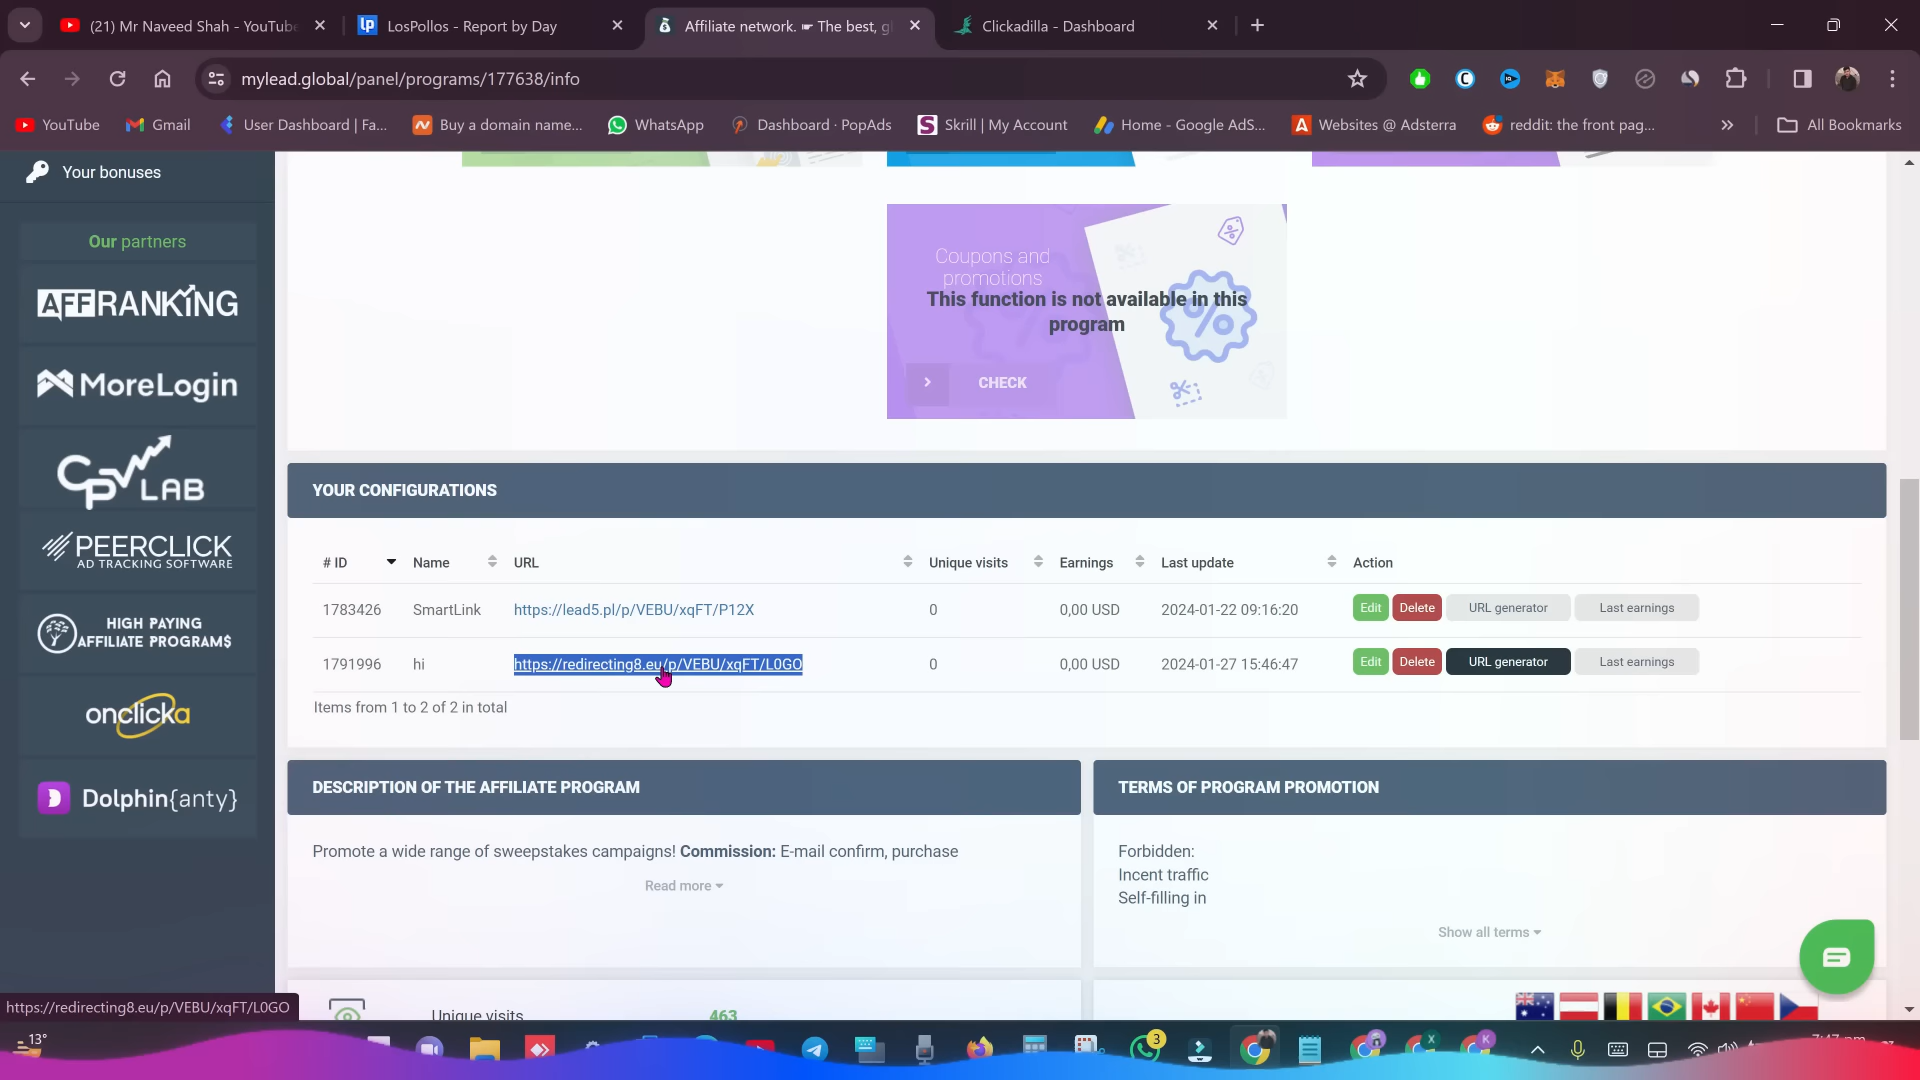 (21) Mr Naveed Shah - YouTube
LosPollos - Report by Day
Affiliate network. ☛ The best, gl
Clickadilla - Dashboard
mylead.global/panel/programs/177638/info
YouTube
Gmail
User Dashboard | Fa...
Buy a domain name...
WhatsApp
Dashboard · PopAds
Skrill | My Account
Home - Google AdS...
Websites @ Adsterra
reddit: the front pag...
All Bookmarks
Your bonuses
Our partners
AFFRANKING
MoreLogin
CPV LAB
PEERCLICK
AD TRACKING SOFTWARE
HIGH PAYING
AFFILIATE PROGRAM$
onclicka
Dolphin{anty}
Coupons and
promotions
This function is not available in this
program
CHECK
YOUR CONFIGURATIONS
# ID Name URL Unique visits Earnings Last update Action
1783426 SmartLink https://lead5.pl/p/VEBU/xqFT/P12X 0 0,00 USD 2024-01-22 09:16:20 Edit Delete URL generator Last earnings
1791996 hi https://redirecting8.eu/p/VEBU/xqFT/L0GO 0 0,00 USD 2024-01-27 15:46:47 Edit Delete URL generator Last earnings
Items from 1 to 2 of 2 in total
DESCRIPTION OF THE AFFILIATE PROGRAM
Promote a wide range of sweepstakes campaigns! Commission: E-mail confirm, purchase
Read more
TERMS OF PROGRAM PROMOTION
Forbidden:
Incent traffic
Self-filling in
Show all terms
Unique visits 463
https://redirecting8.eu/p/VEBU/xqFT/L0GO
13°
3